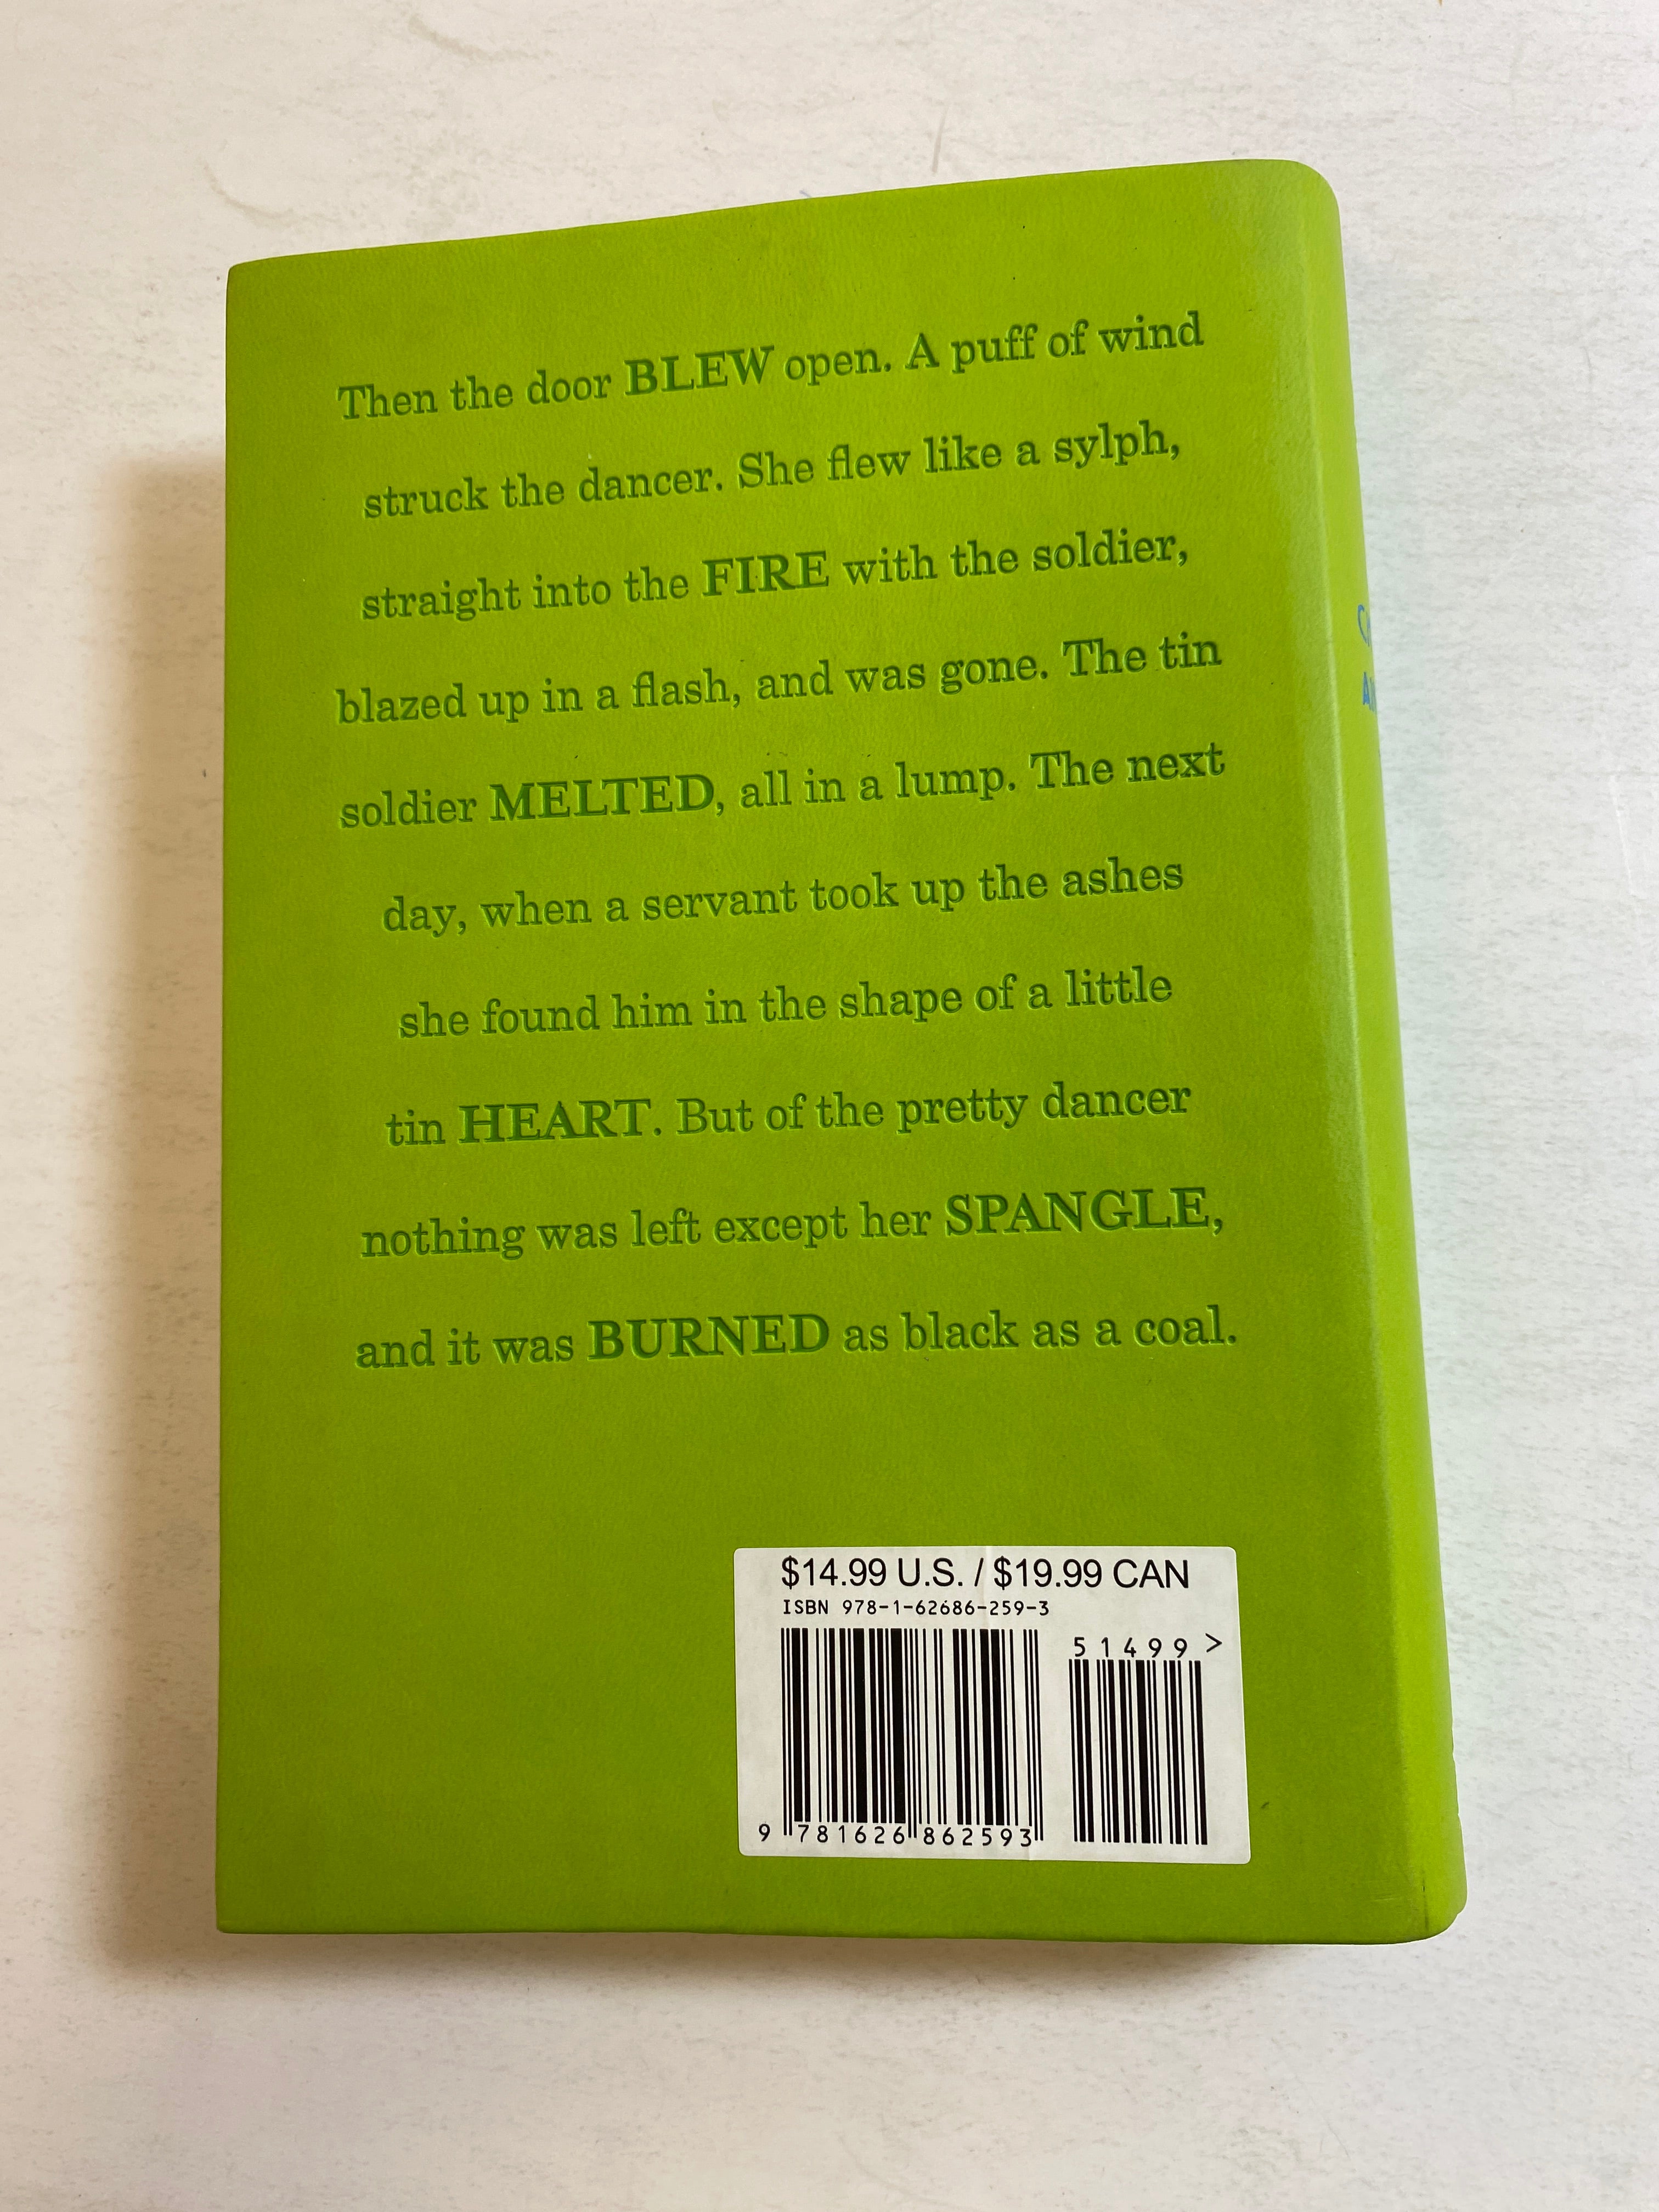 Then the door BLEW open. A puff of wind
struck the dancer. She flew like a sylph,
straight into the FIRE with the soldier,
blazed up in a flash, and was gone. The tin
soldier MELTED, all in a lump. The next
day, when a servant took up the ashes
she found him in the shape of a little
tin HEART. But of the pretty dancer
nothing was left except her SPANGLE,
and it was BURNED as black as a coal.
$14.99 U.S. / $19.99 CAN
ISBN 978-1-62686-259-3
51499>
9 781626 862593